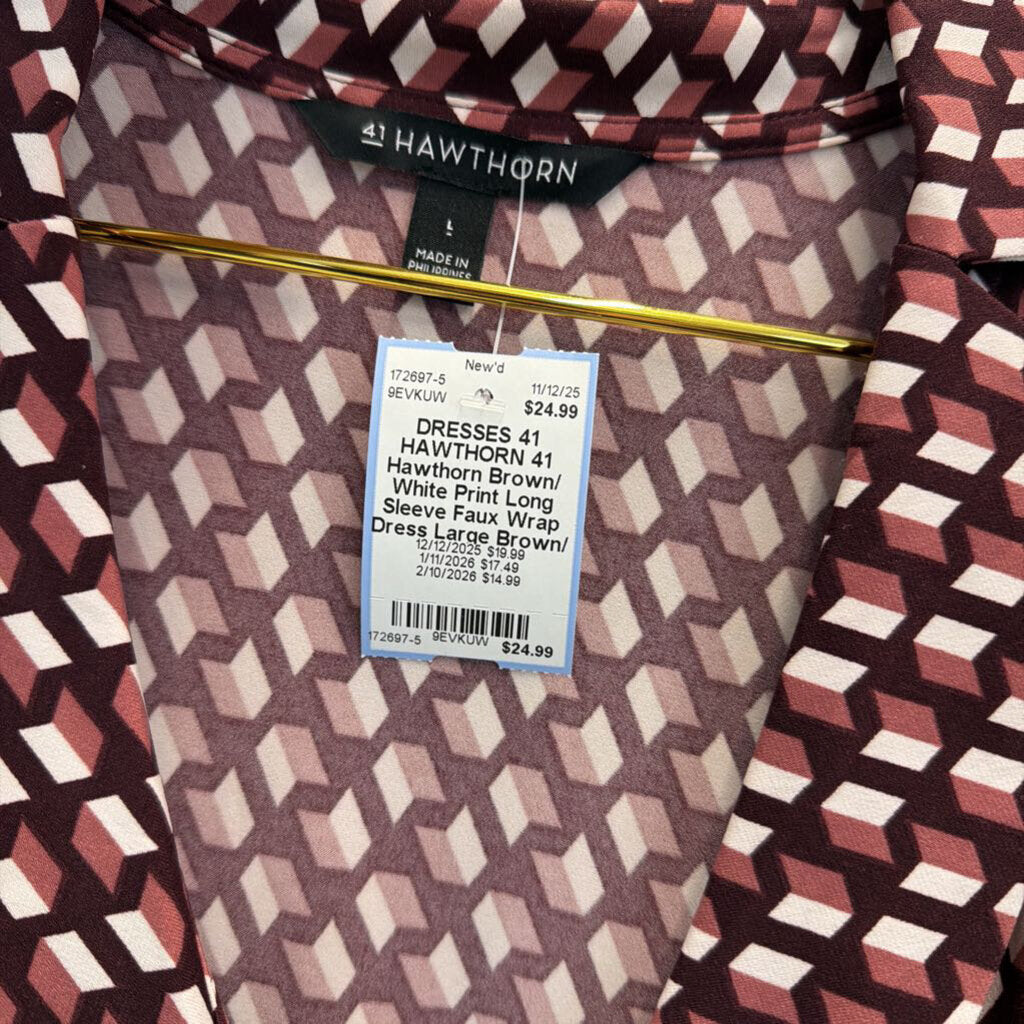 41 HAWTHORN
L
MADE IN
PHILIPPINES
New'd
172697-5 11/12/25
9EVKUW $24.99
DRESSES 41
HAWTHORN 41
Hawthorn Brown/
White Print Long
Sleeve Faux Wrap
Dress Large Brown/
12/12/2025 $19.99
1/11/2026 $17.49
2/10/2026 $14.99
172697-5 9EVKUW $24.99